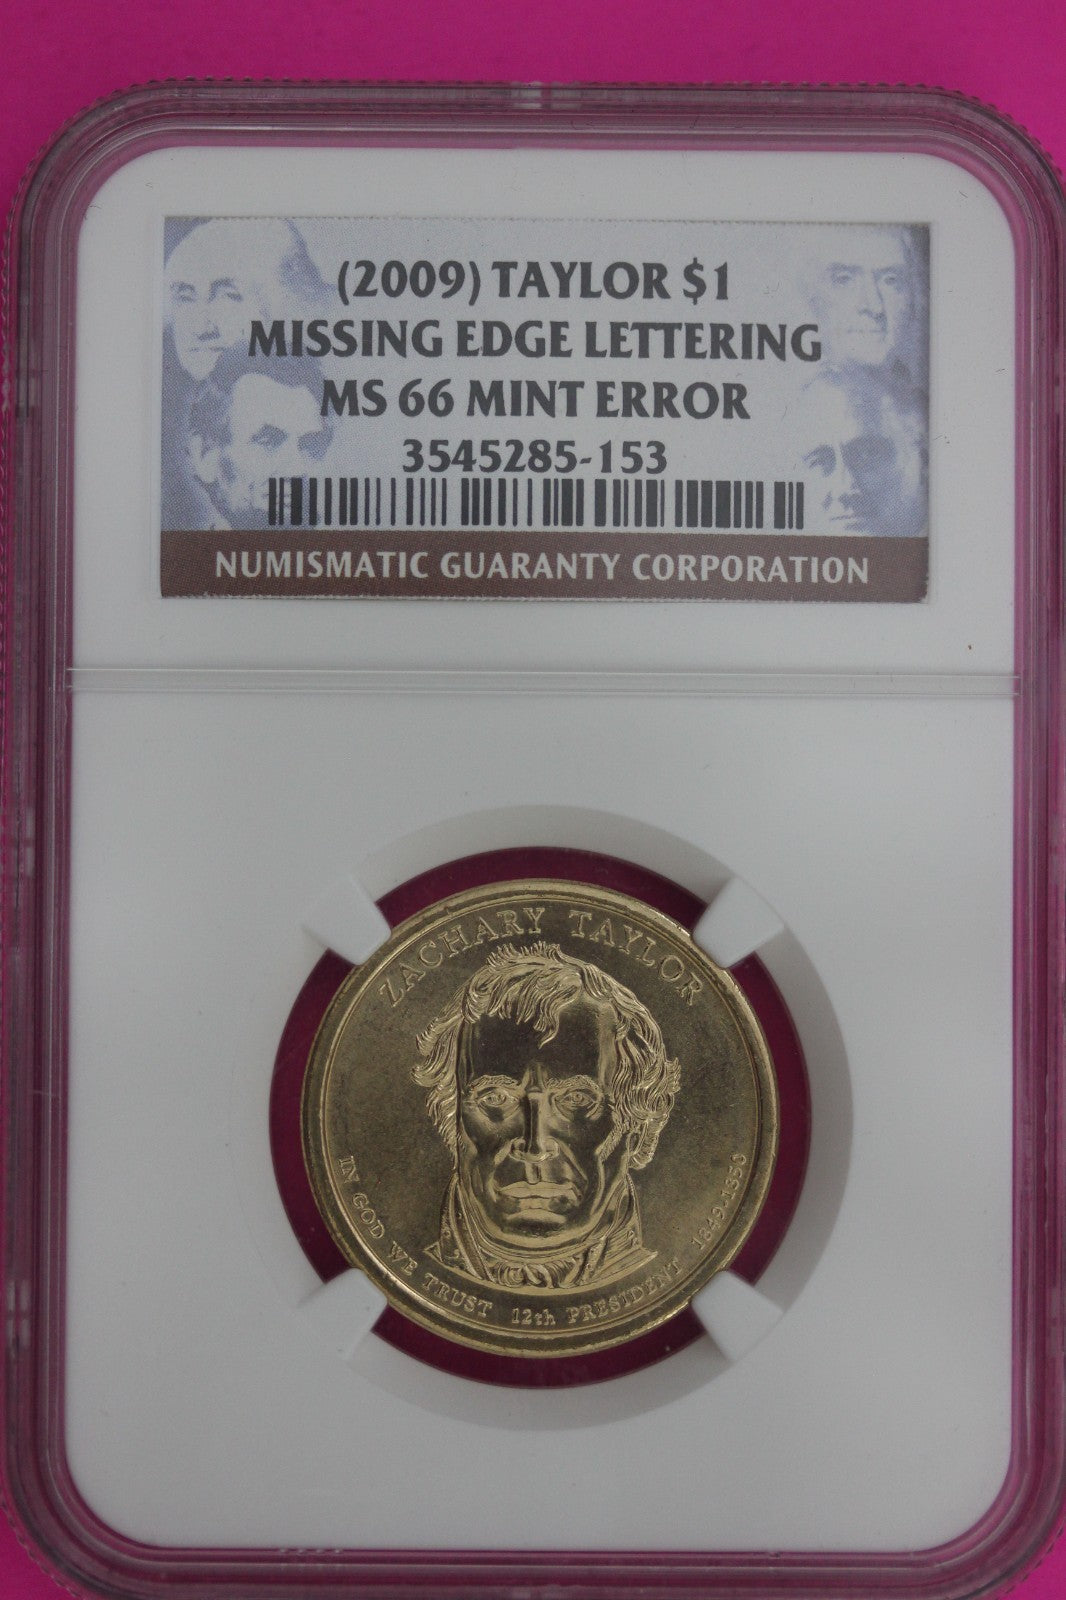 (2009) TAYLOR $1
MISSING EDGE LETTERING
MS 66 MINT ERROR
3545285-153
NUMISMATIC GUARANTY CORPORATION
ZACHARY TAYLOR
IN GOD WE TRUST 12th PRESIDENT 1849-1850